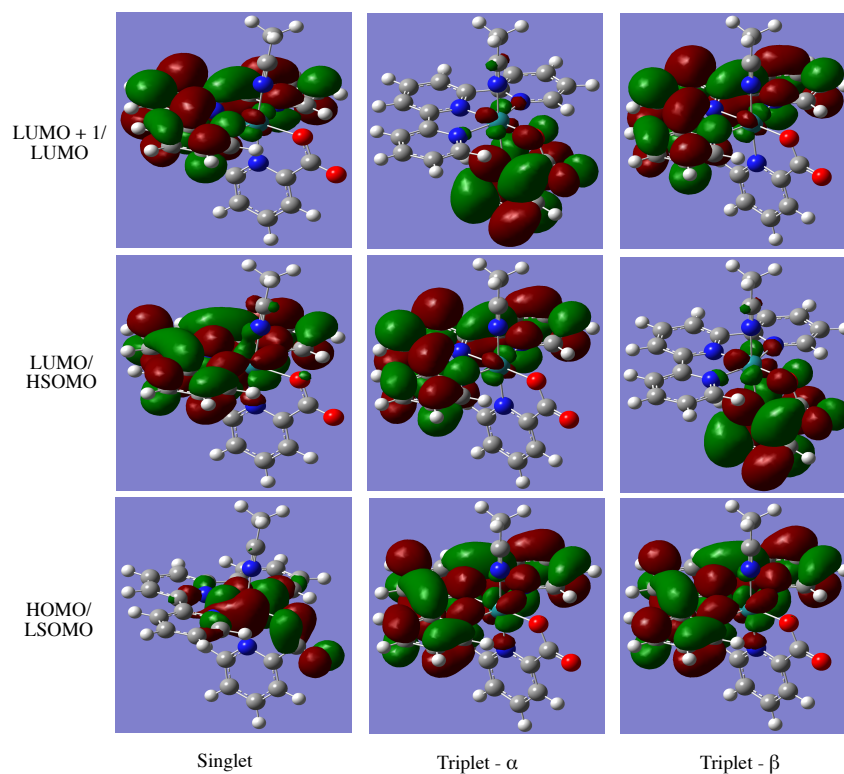 LUMO + 1/
LUMO
LUMO/
HSOMO
HOMO/
LSOMO
Singlet Triplet - α Triplet - β